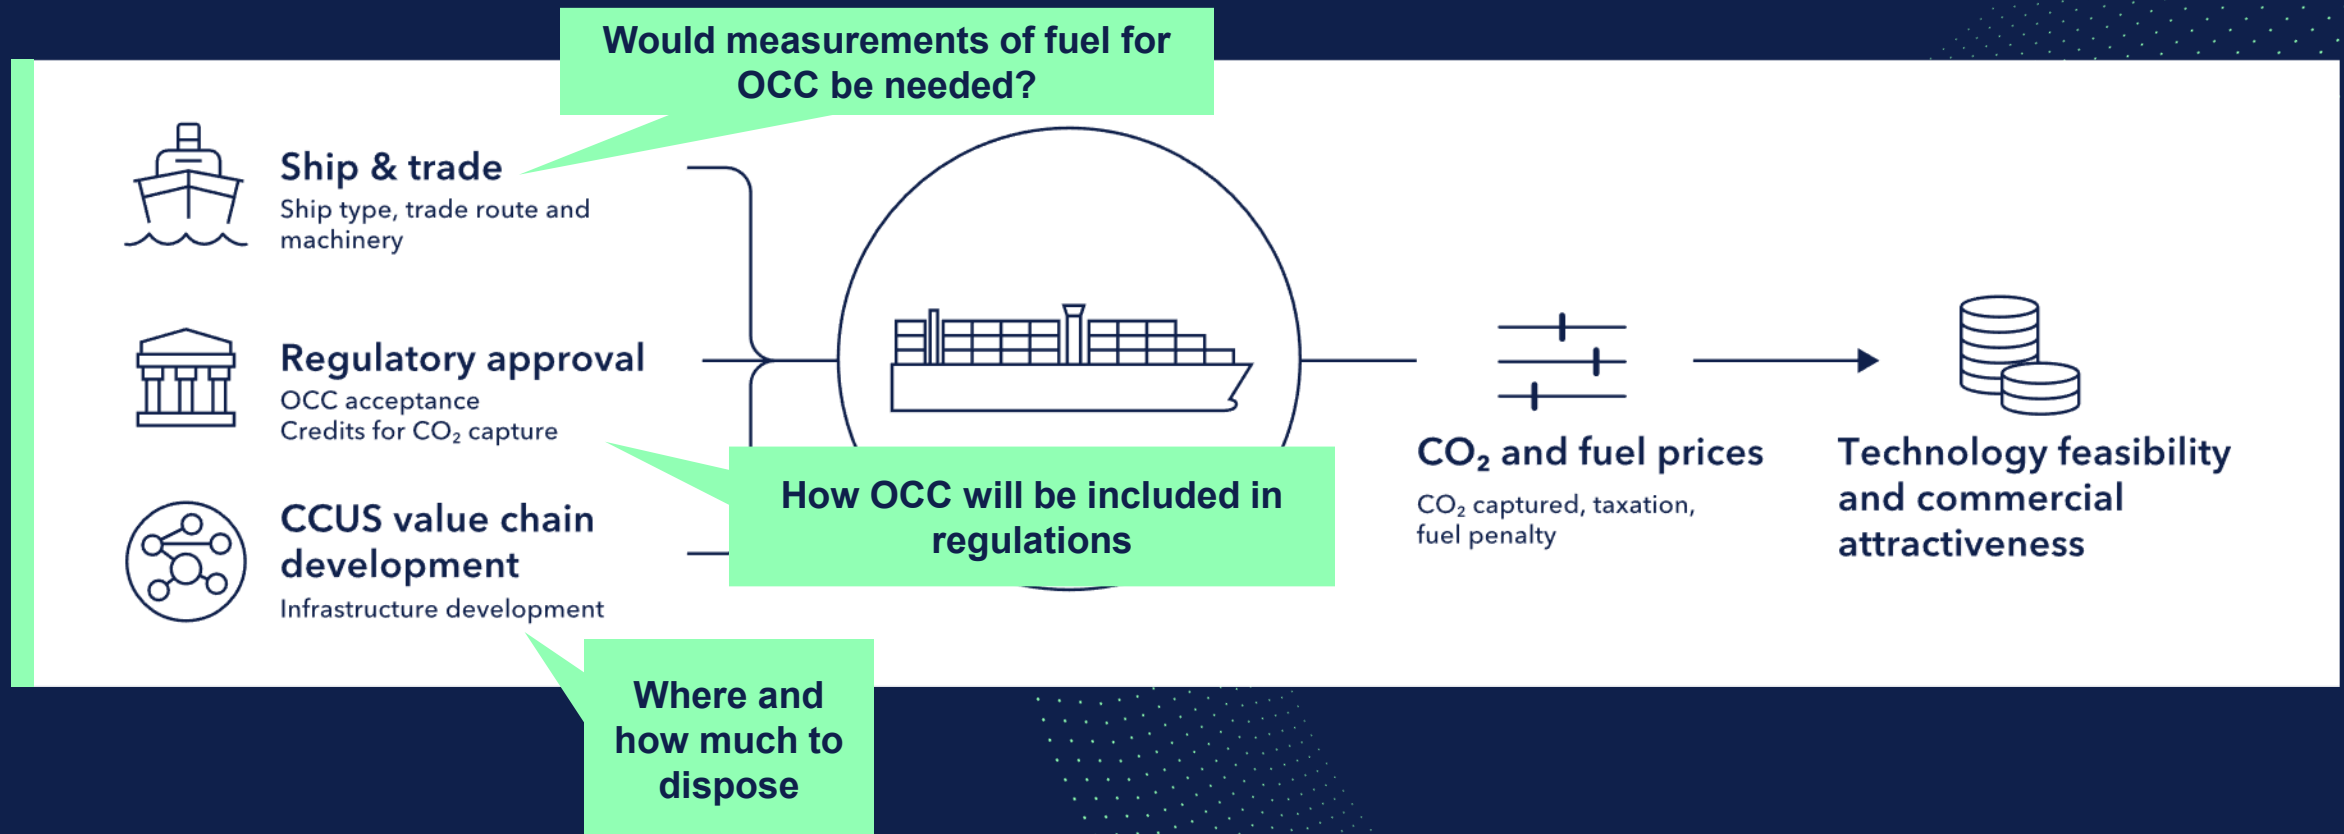 Would measurements of fuel for
OCC be needed?
Ship & trade
Ship type, trade route and
machinery
Regulatory approval
OCC acceptance
Credits for CO₂ capture
How OCC will be included in
regulations
CCUS value chain
development
Infrastructure development
Where and
how much to
dispose
CO₂ and fuel prices
CO₂ captured, taxation,
fuel penalty
Technology feasibility
and commercial
attractiveness